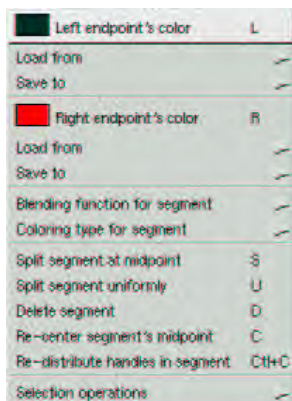 Left endpoint's color L
Load from
Save to
Right endpoint's color R
Load from
Save to
Blending function for segment
Coloring type for segment
Split segment at midpoint S
Split segment uniformly U
Delete segment D
Re-center segment's midpoint C
Re-distribute handles in segment Ctl+C
Selection operations